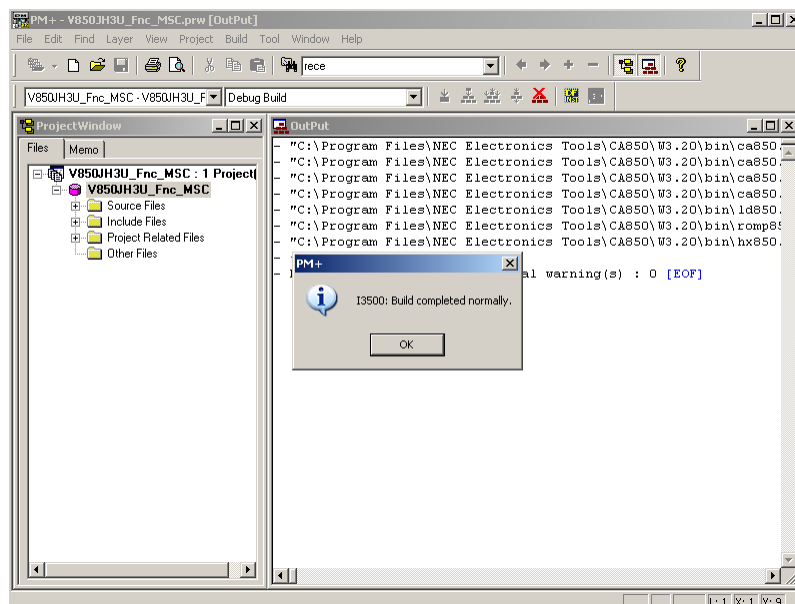 PM+ - V850JH3U_Fnc_MSC.prw [OutPut]
File Edit Find Layer View Project Build Tool Window Help
rece
V850JH3U_Fnc_MSC - V850JH3U_F Debug Build
ProjectWindow
Files Memo
V850JH3U_Fnc_MSC : 1 Project(
V850JH3U_Fnc_MSC
Source Files
Include Files
Project Related Files
Other Files
OutPut
- "C:\Program Files\NEC Electronics Tools\CA850\W3.20\bin\ca850.
- "C:\Program Files\NEC Electronics Tools\CA850\W3.20\bin\ca850.
- "C:\Program Files\NEC Electronics Tools\CA850\W3.20\bin\ca850.
- "C:\Program Files\NEC Electronics Tools\CA850\W3.20\bin\ca850.
- "C:\Program Files\NEC Electronics Tools\CA850\W3.20\bin\ld850.
- "C:\Program Files\NEC Electronics Tools\CA850\W3.20\bin\romp85
- "C:\Program Files\NEC Electronics Tools\CA850\W3.20\bin\hx850.
warning(s) : 0 [EOF]
PM+
I3500: Build completed normally.
OK
L: 1 X: 1 Y: 9